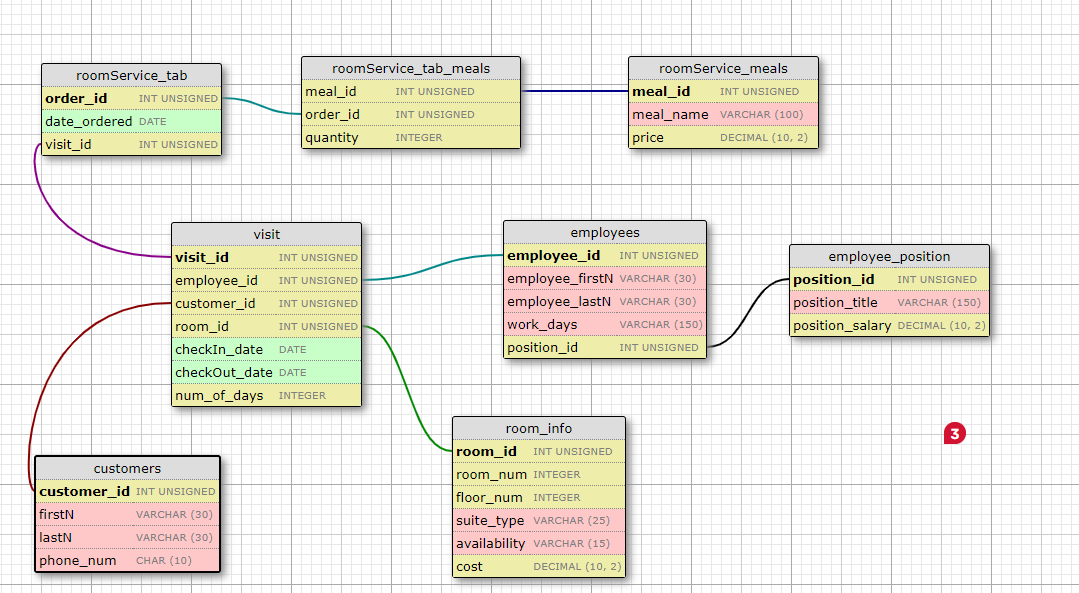 roomService_tab
order_id INT UNSIGNED
date_ordered DATE
visit_id INT UNSIGNED
roomService_tab_meals
meal_id INT UNSIGNED
order_id INT UNSIGNED
quantity INTEGER
roomService_meals
meal_id INT UNSIGNED
meal_name VARCHAR (100)
price DECIMAL (10, 2)
visit
visit_id INT UNSIGNED
employee_id INT UNSIGNED
customer_id INT UNSIGNED
room_id INT UNSIGNED
checkIn_date DATE
checkOut_date DATE
num_of_days INTEGER
employees
employee_id INT UNSIGNED
employee_firstN VARCHAR (30)
employee_lastN VARCHAR (30)
work_days VARCHAR (150)
position_id INT UNSIGNED
employee_position
position_id INT UNSIGNED
position_title VARCHAR (150)
position_salary DECIMAL (10, 2)
customers
customer_id INT UNSIGNED
firstN VARCHAR (30)
lastN VARCHAR (30)
phone_num CHAR (10)
room_info
room_id INT UNSIGNED
room_num INTEGER
floor_num INTEGER
suite_type VARCHAR (25)
availability VARCHAR (15)
cost DECIMAL (10, 2)
3